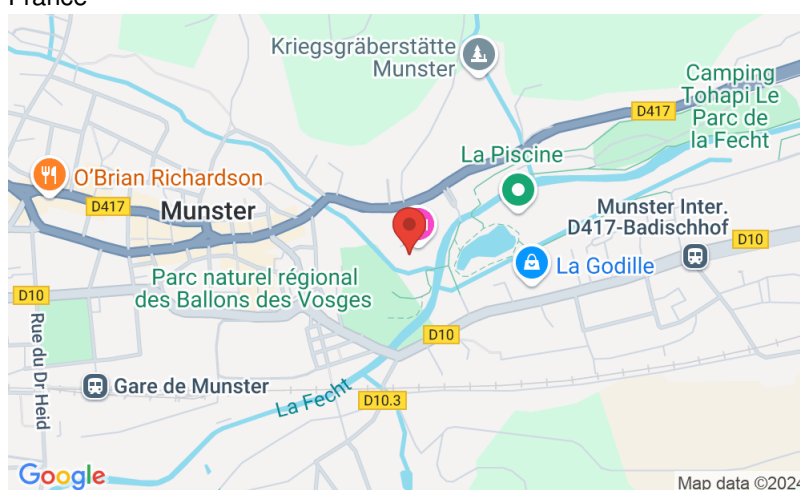 France
Kriegsgräberstätte
Munster
Camping
Tohapi Le
Parc de
la Fecht
D417
La Piscine
O'Brian Richardson
D417
Munster
Munster Inter.
D417-Badischhof
D10
La Godille
Parc naturel régional
des Ballons des Vosges
D10
D10
Rue du Dr Heid
Gare de Munster
La Fecht
D10.3
Google
Map data ©2024